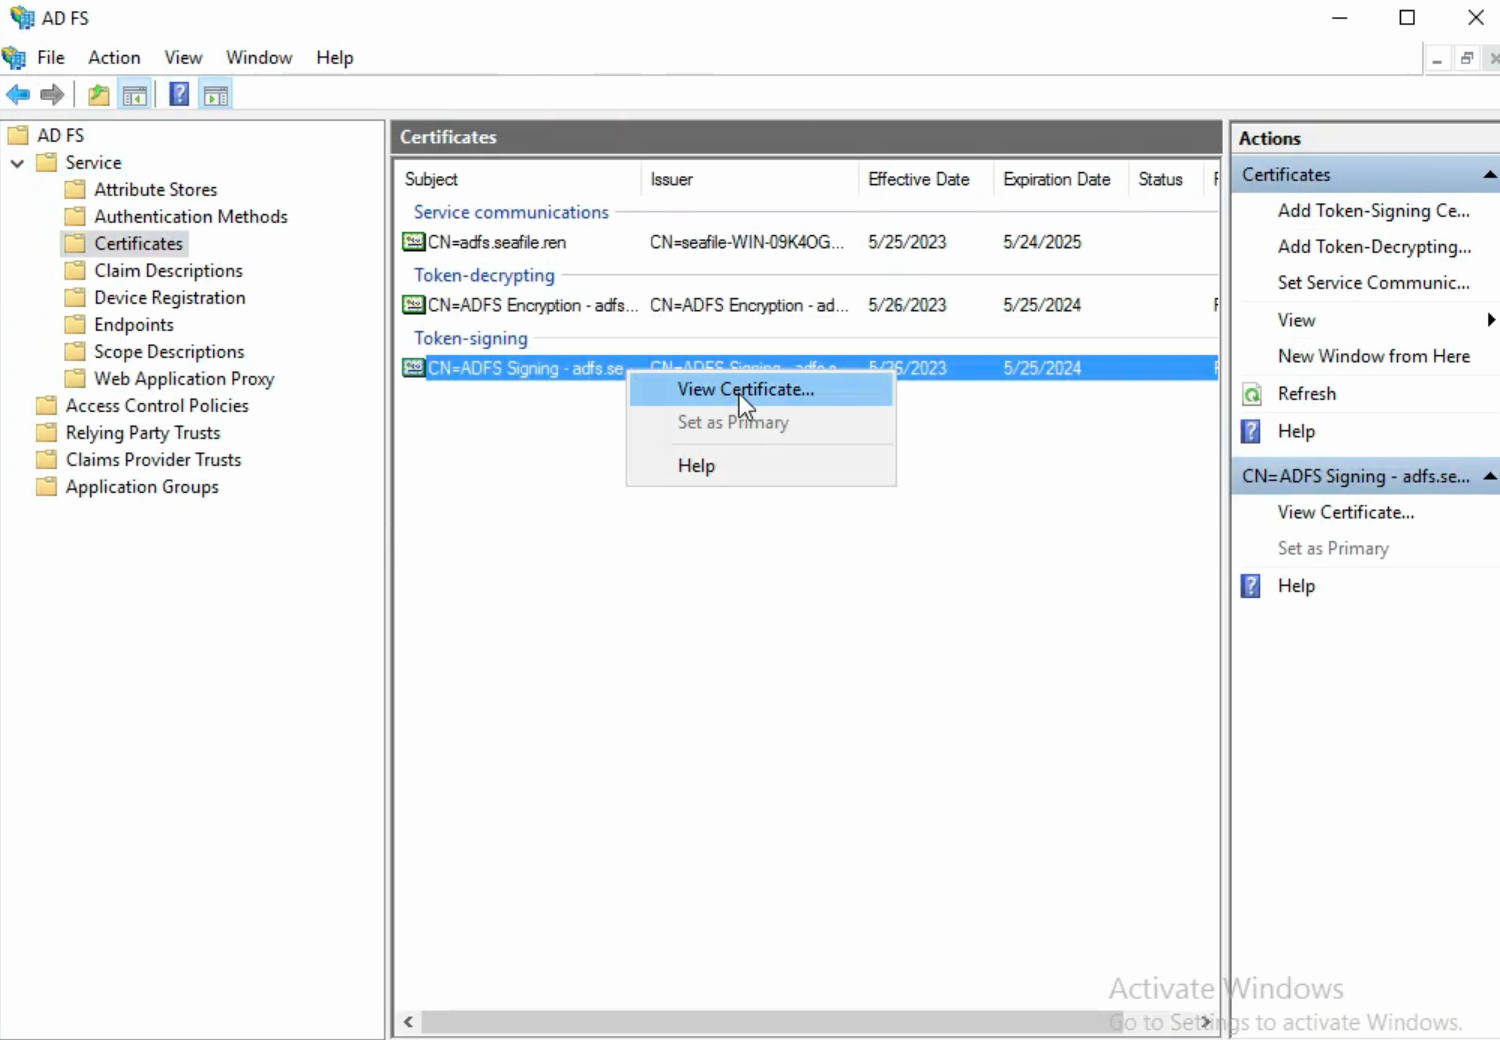 AD FS
File Action View Window Help
AD FS
Service
Attribute Stores
Authentication Methods
Certificates
Claim Descriptions
Device Registration
Endpoints
Scope Descriptions
Web Application Proxy
Access Control Policies
Relying Party Trusts
Claims Provider Trusts
Application Groups
Certificates
Subject Issuer Effective Date Expiration Date Status
Service communications
CN=adfs.seafile.ren CN=seafile-WIN-09K4OG... 5/25/2023 5/24/2025
Token-decrypting
CN=ADFS Encryption - adfs... CN=ADFS Encryption - ad... 5/26/2023 5/25/2024
Token-signing
CN=ADFS Signing - adfs.se 5/26/2023 5/25/2024
View Certificate...
Set as Primary
Help
Actions
Certificates
Add Token-Signing Ce...
Add Token-Decrypting...
Set Service Communic...
View
New Window from Here
Refresh
Help
CN=ADFS Signing - adfs.se...
View Certificate...
Set as Primary
Help
Activate Windows
Go to Settings to activate Windows.